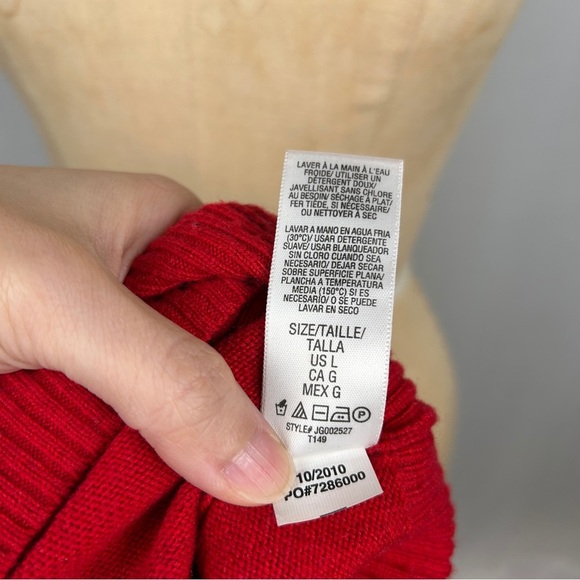 LAVER À LA MAIN À L'EAU
FROIDE/ UTILISER UN
DÉTERGENT DOUX/
JAVELLISANT SANS CHLORE
AU BESOIN/ SÉCHAGE À PLAT/
FER TIÉDE, SI NÉCESSAIRE/
OU NETTOYER À SEC
LAVAR A MANO EN AGUA FRIA
(30°C)/ USAR DETERGENTE
SUAVE/ USAR BLANQUEADOR
SIN CLORO CUANDO SEA
NECESARIO/ DEJAR SECAR
SOBRE SUPERFICIE PLANA/
PLANCHA A TEMPERATURA
MEDIA (150°C) SI ES
NECESARIO/ O SE PUEDE
LAVAR EN SECO
SIZE/TAILLE/
TALLA
US L
CA G
MEX G
STYLE# JG002527
T149
10/2010
PO#7286000